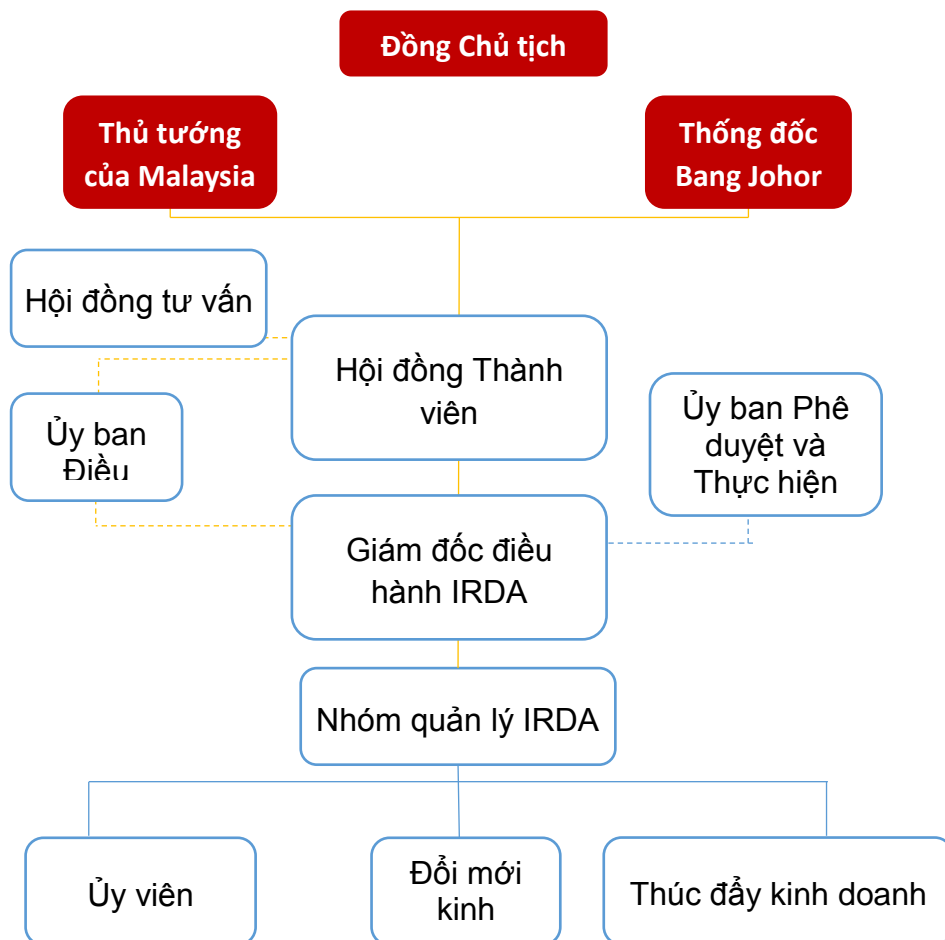 Đồng Chủ tịch
Thủ tướng
của Malaysia
Thống đốc
Bang Johor
Hội đồng tư vấn
Hội đồng Thành
viên
Ủy ban
Điều
Ủy ban Phê
duyệt và
Thực hiện
Giám đốc điều
hành IRDA
Nhóm quản lý IRDA
Ủy viên
Đổi mới
kinh
Thúc đẩy kinh doanh